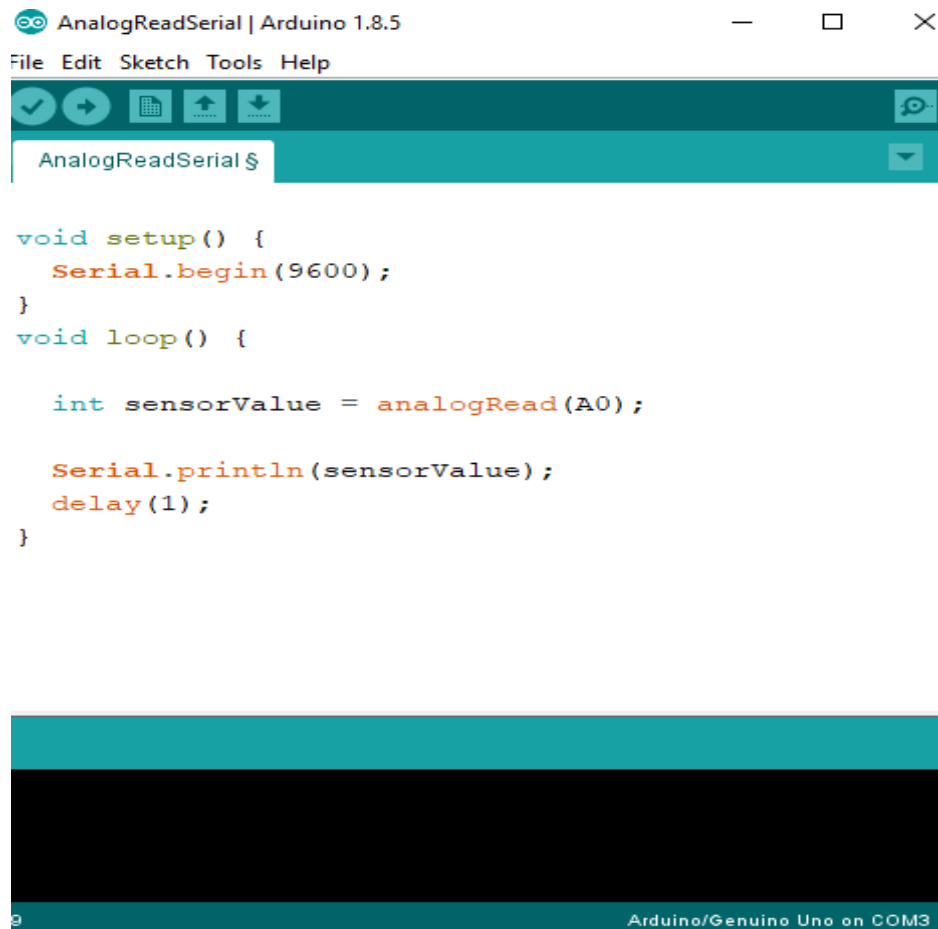 AnalogReadSerial | Arduino 1.8.5
File Edit Sketch Tools Help
AnalogReadSerial §
void setup() {
  Serial.begin(9600);
}
void loop() {
  int sensorValue = analogRead(A0);
  Serial.println(sensorValue);
  delay(1);
}
9 Arduino/Genuino Uno on COM3